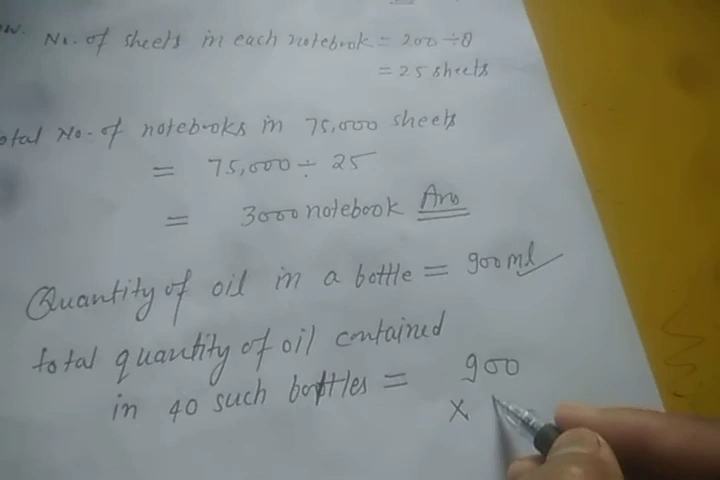 No. of sheets in each notebook = 200 ÷ 8
= 25 sheets
otal No. of notebooks in 75,000 sheets
= 75,000 ÷ 25
= 3000 notebook Ans
Quantity of oil in a bottle = 900 ml
total quantity of oil contained
in 40 such bottles = 900
×